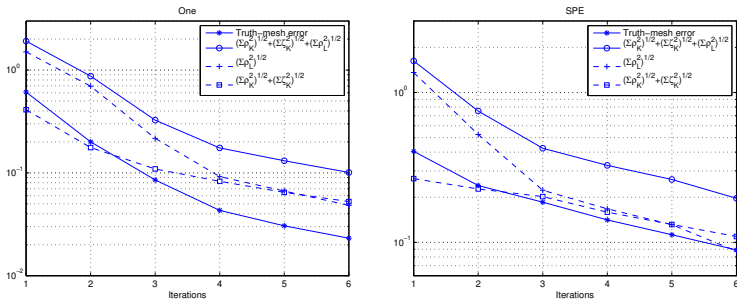 One
Truth−mesh error
(Σρ_K^2)^1/2+(Σζ_K^2)^1/2+(Σρ_L^2)^1/2
(Σρ_L^2)^1/2
(Σρ_K^2)^1/2+(Σζ_K^2)^1/2
10^0
10^−1
10^−2
1 2 3 4 5 6
Iterations
SPE
Truth−mesh error
(Σρ_K^2)^1/2+(Σζ_K^2)^1/2+(Σρ_L^2)^1/2
(Σρ_L^2)^1/2
(Σρ_K^2)^1/2+(Σζ_K^2)^1/2
10^0
10^−1
1 2 3 4 5 6
Iterations